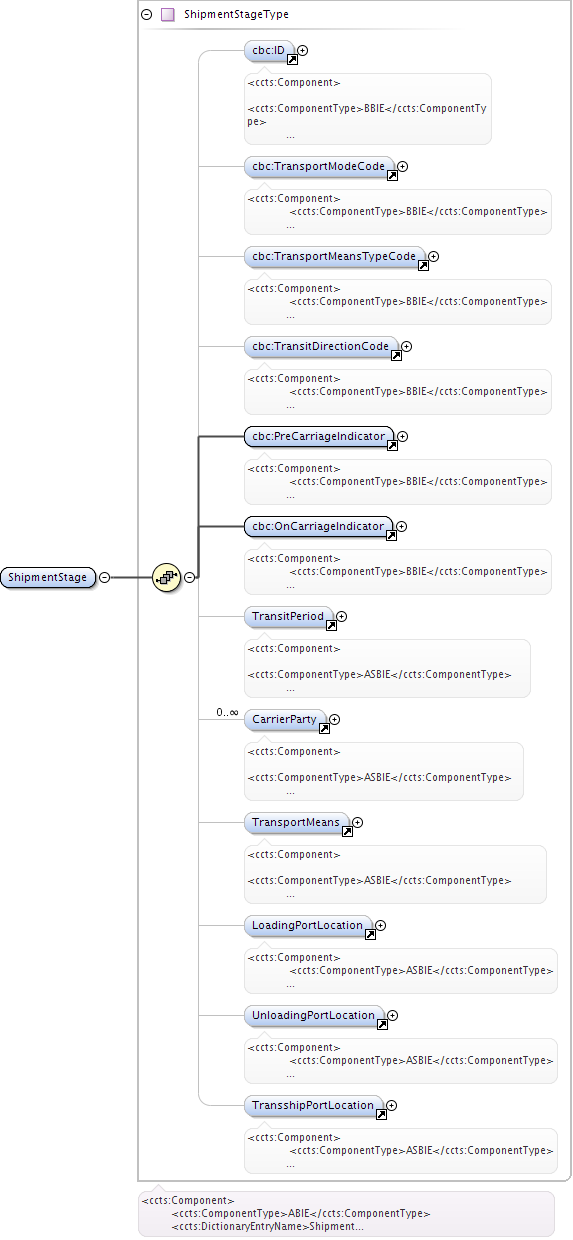 ShipmentStageType
cbc:ID
<ccts:Component>
<ccts:ComponentType>BBIE</ccts:ComponentTy
pe>
...
cbc:TransportModeCode
<ccts:Component>
<ccts:ComponentType>BBIE</ccts:ComponentType>
...
cbc:TransportMeansTypeCode
<ccts:Component>
<ccts:ComponentType>BBIE</ccts:ComponentType>
...
cbc:TransitDirectionCode
<ccts:Component>
<ccts:ComponentType>BBIE</ccts:ComponentType>
...
cbc:PreCarriageIndicator
<ccts:Component>
<ccts:ComponentType>BBIE</ccts:ComponentType>
...
cbc:OnCarriageIndicator
<ccts:Component>
<ccts:ComponentType>BBIE</ccts:ComponentType>
...
ShipmentStage
TransitPeriod
<ccts:Component>
<ccts:ComponentType>ASBIE</ccts:ComponentType>
...
0..∞
CarrierParty
<ccts:Component>
<ccts:ComponentType>ASBIE</ccts:ComponentType>
...
TransportMeans
<ccts:Component>
<ccts:ComponentType>ASBIE</ccts:ComponentType>
...
LoadingPortLocation
<ccts:Component>
<ccts:ComponentType>ASBIE</ccts:ComponentType>
...
UnloadingPortLocation
<ccts:Component>
<ccts:ComponentType>ASBIE</ccts:ComponentType>
...
TransshipPortLocation
<ccts:Component>
<ccts:ComponentType>ASBIE</ccts:ComponentType>
...
<ccts:Component>
<ccts:ComponentType>ABIE</ccts:ComponentType>
<ccts:DictionaryEntryName>Shipment...